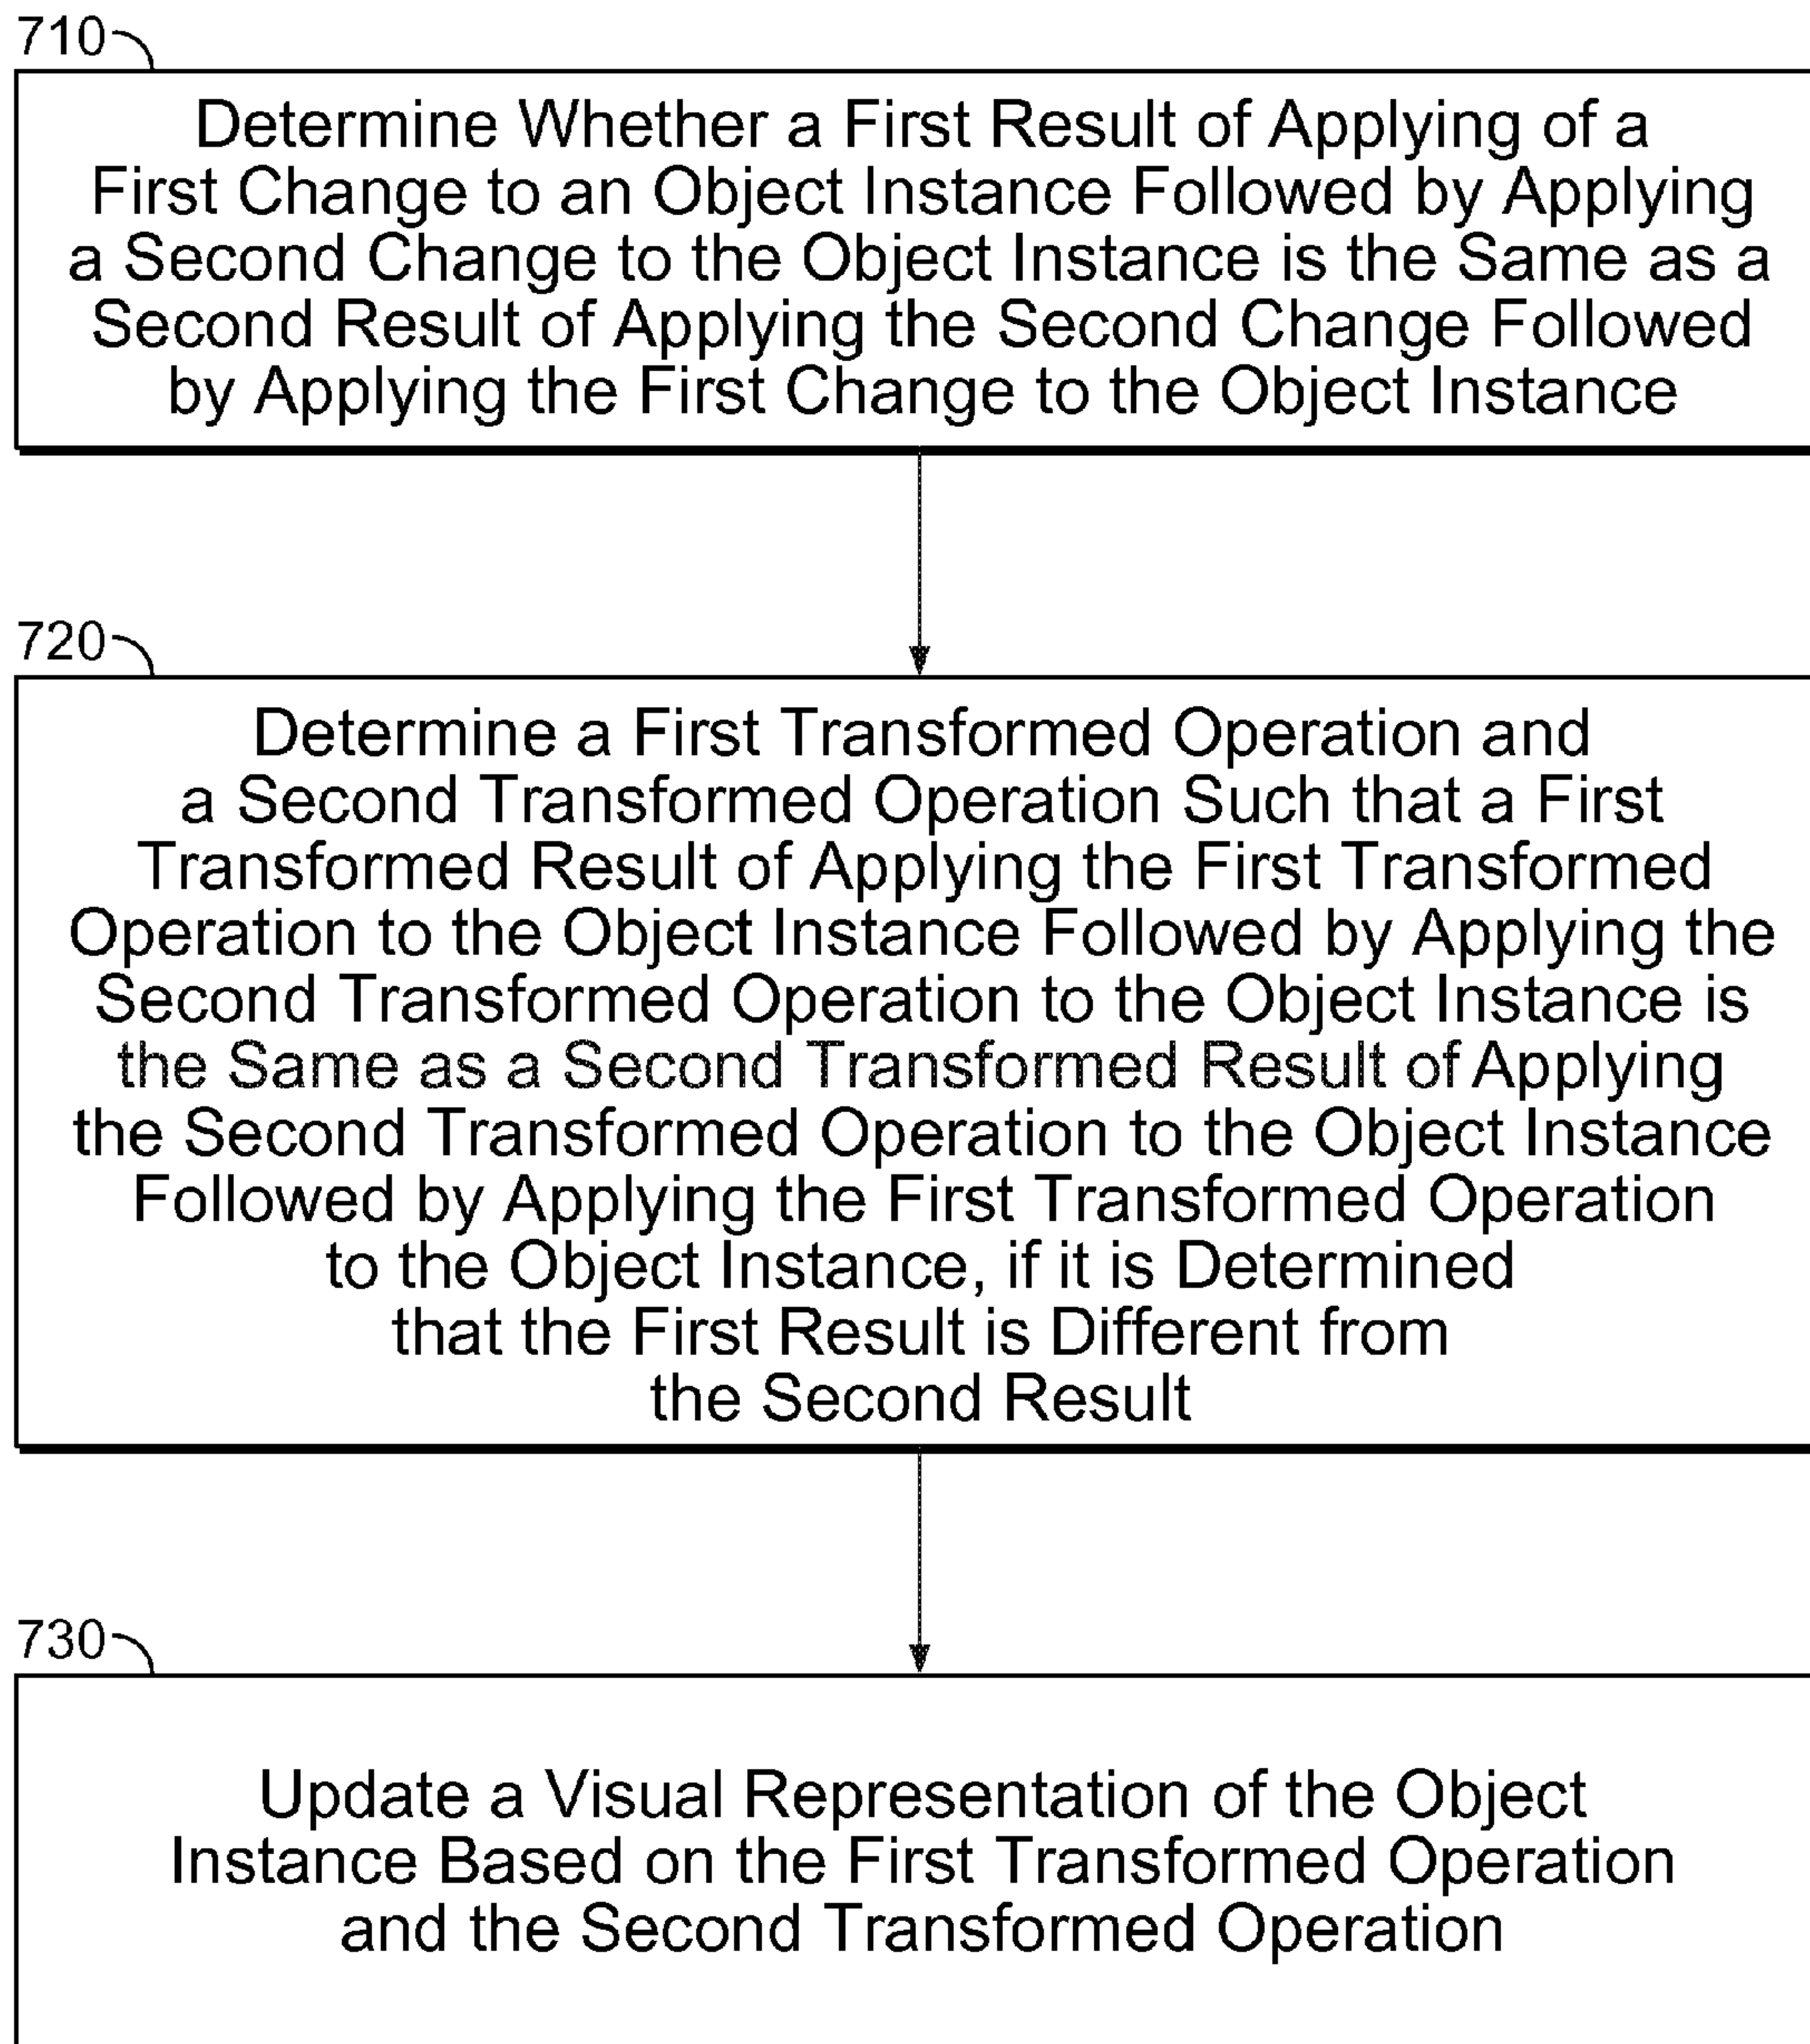 710
Determine Whether a First Result of Applying of a
First Change to an Object Instance Followed by Applying
a Second Change to the Object Instance is the Same as a
Second Result of Applying the Second Change Followed
by Applying the First Change to the Object Instance
720
Determine a First Transformed Operation and
a Second Transformed Operation Such that a First
Transformed Result of Applying the First Transformed
Operation to the Object Instance Followed by Applying the
Second Transformed Operation to the Object Instance is
the Same as a Second Transformed Result of Applying
the Second Transformed Operation to the Object Instance
Followed by Applying the First Transformed Operation
to the Object Instance, if it is Determined
that the First Result is Different from
the Second Result
730
Update a Visual Representation of the Object
Instance Based on the First Transformed Operation
and the Second Transformed Operation